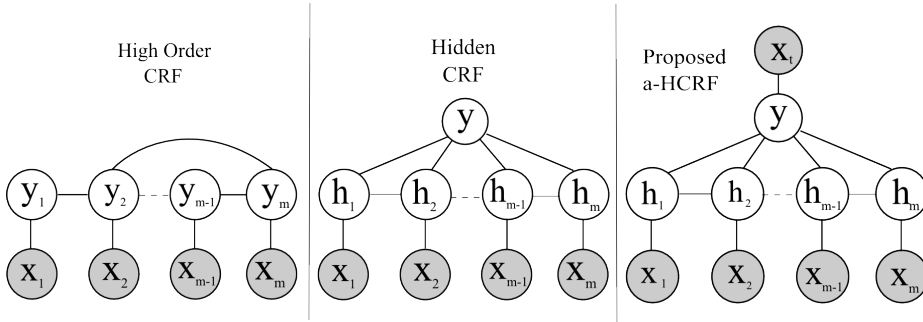 High Order
CRF
y1 y2 ym-1 ym
x1 x2 xm-1 xm
Hidden
CRF
y
h1 h2 hm-1 hm
x1 x2 xm-1 xm
Proposed
a-HCRF
xt
y
h1 h2 hm-1 hm
x1 x2 xm-1 xm